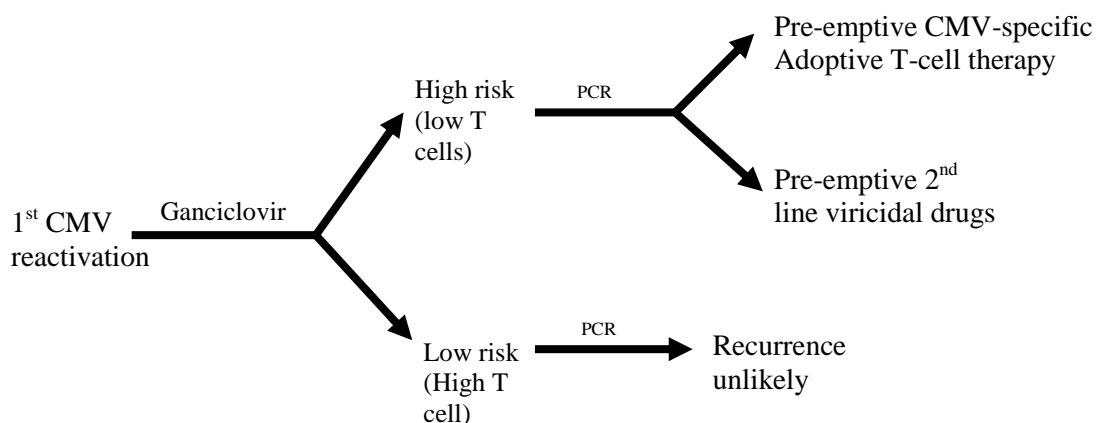 Pre-emptive CMV-specific
Adoptive T-cell therapy
High risk
(low T
cells)
PCR
Pre-emptive 2nd
line viricidal drugs
1st CMV
reactivation
Ganciclovir
Low risk
(High T
cell)
PCR
Recurrence
unlikely